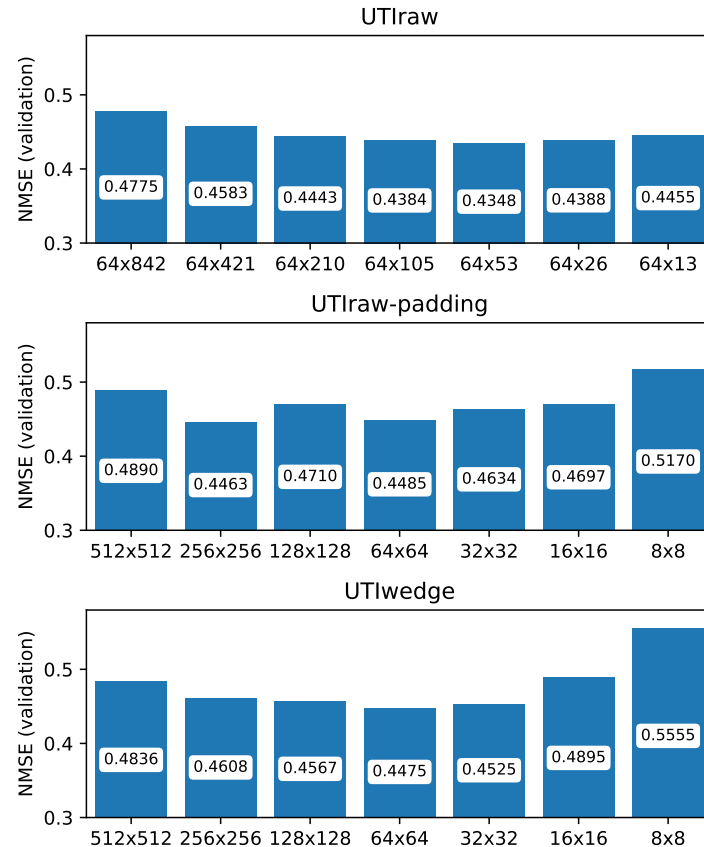 UTIraw
NMSE (validation)
0.5
0.4
0.3
0.4775 0.4583 0.4443 0.4384 0.4348 0.4388 0.4455
64x842 64x421 64x210 64x105 64x53 64x26 64x13
UTIraw-padding
NMSE (validation)
0.5
0.4
0.3
0.4890 0.4463 0.4710 0.4485 0.4634 0.4697 0.5170
512x512 256x256 128x128 64x64 32x32 16x16 8x8
UTIwedge
NMSE (validation)
0.5
0.4
0.3
0.4836 0.4608 0.4567 0.4475 0.4525 0.4895 0.5555
512x512 256x256 128x128 64x64 32x32 16x16 8x8